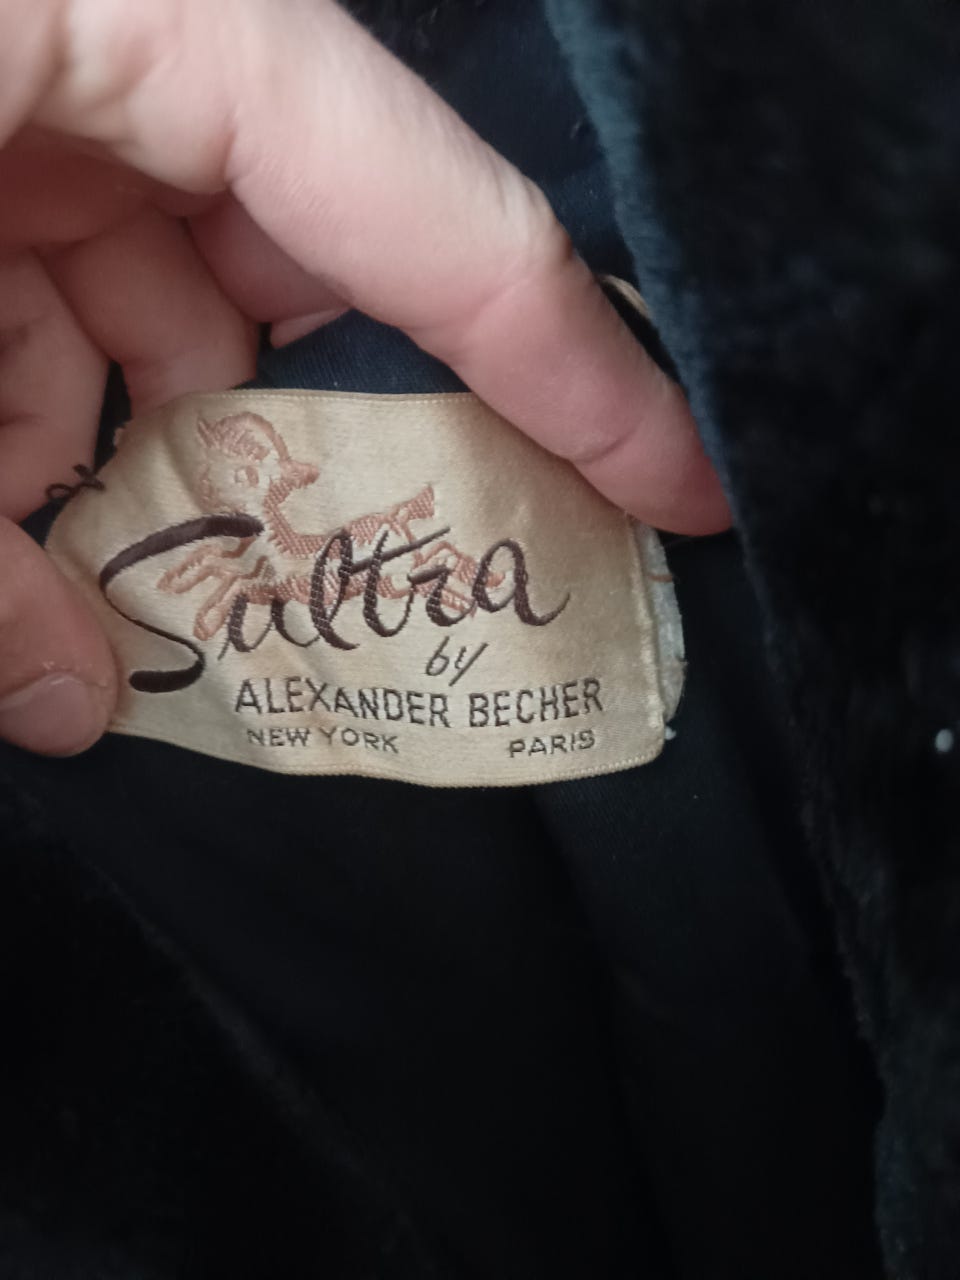 Sultra
by
ALEXANDER BECHER
NEW YORK PARIS